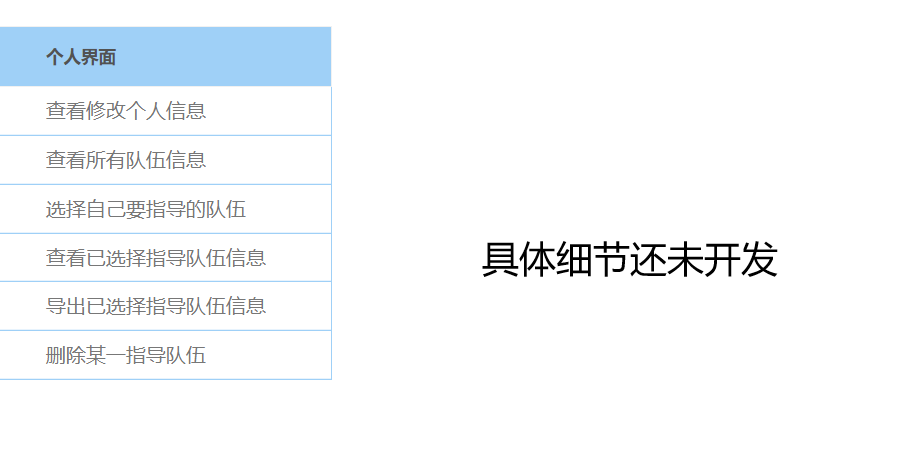 个人界面
查看修改个人信息
查看所有队伍信息
选择自己要指导的队伍
查看已选择指导队伍信息
具体细节还未开发
导出已选择指导队伍信息
删除某一指导队伍